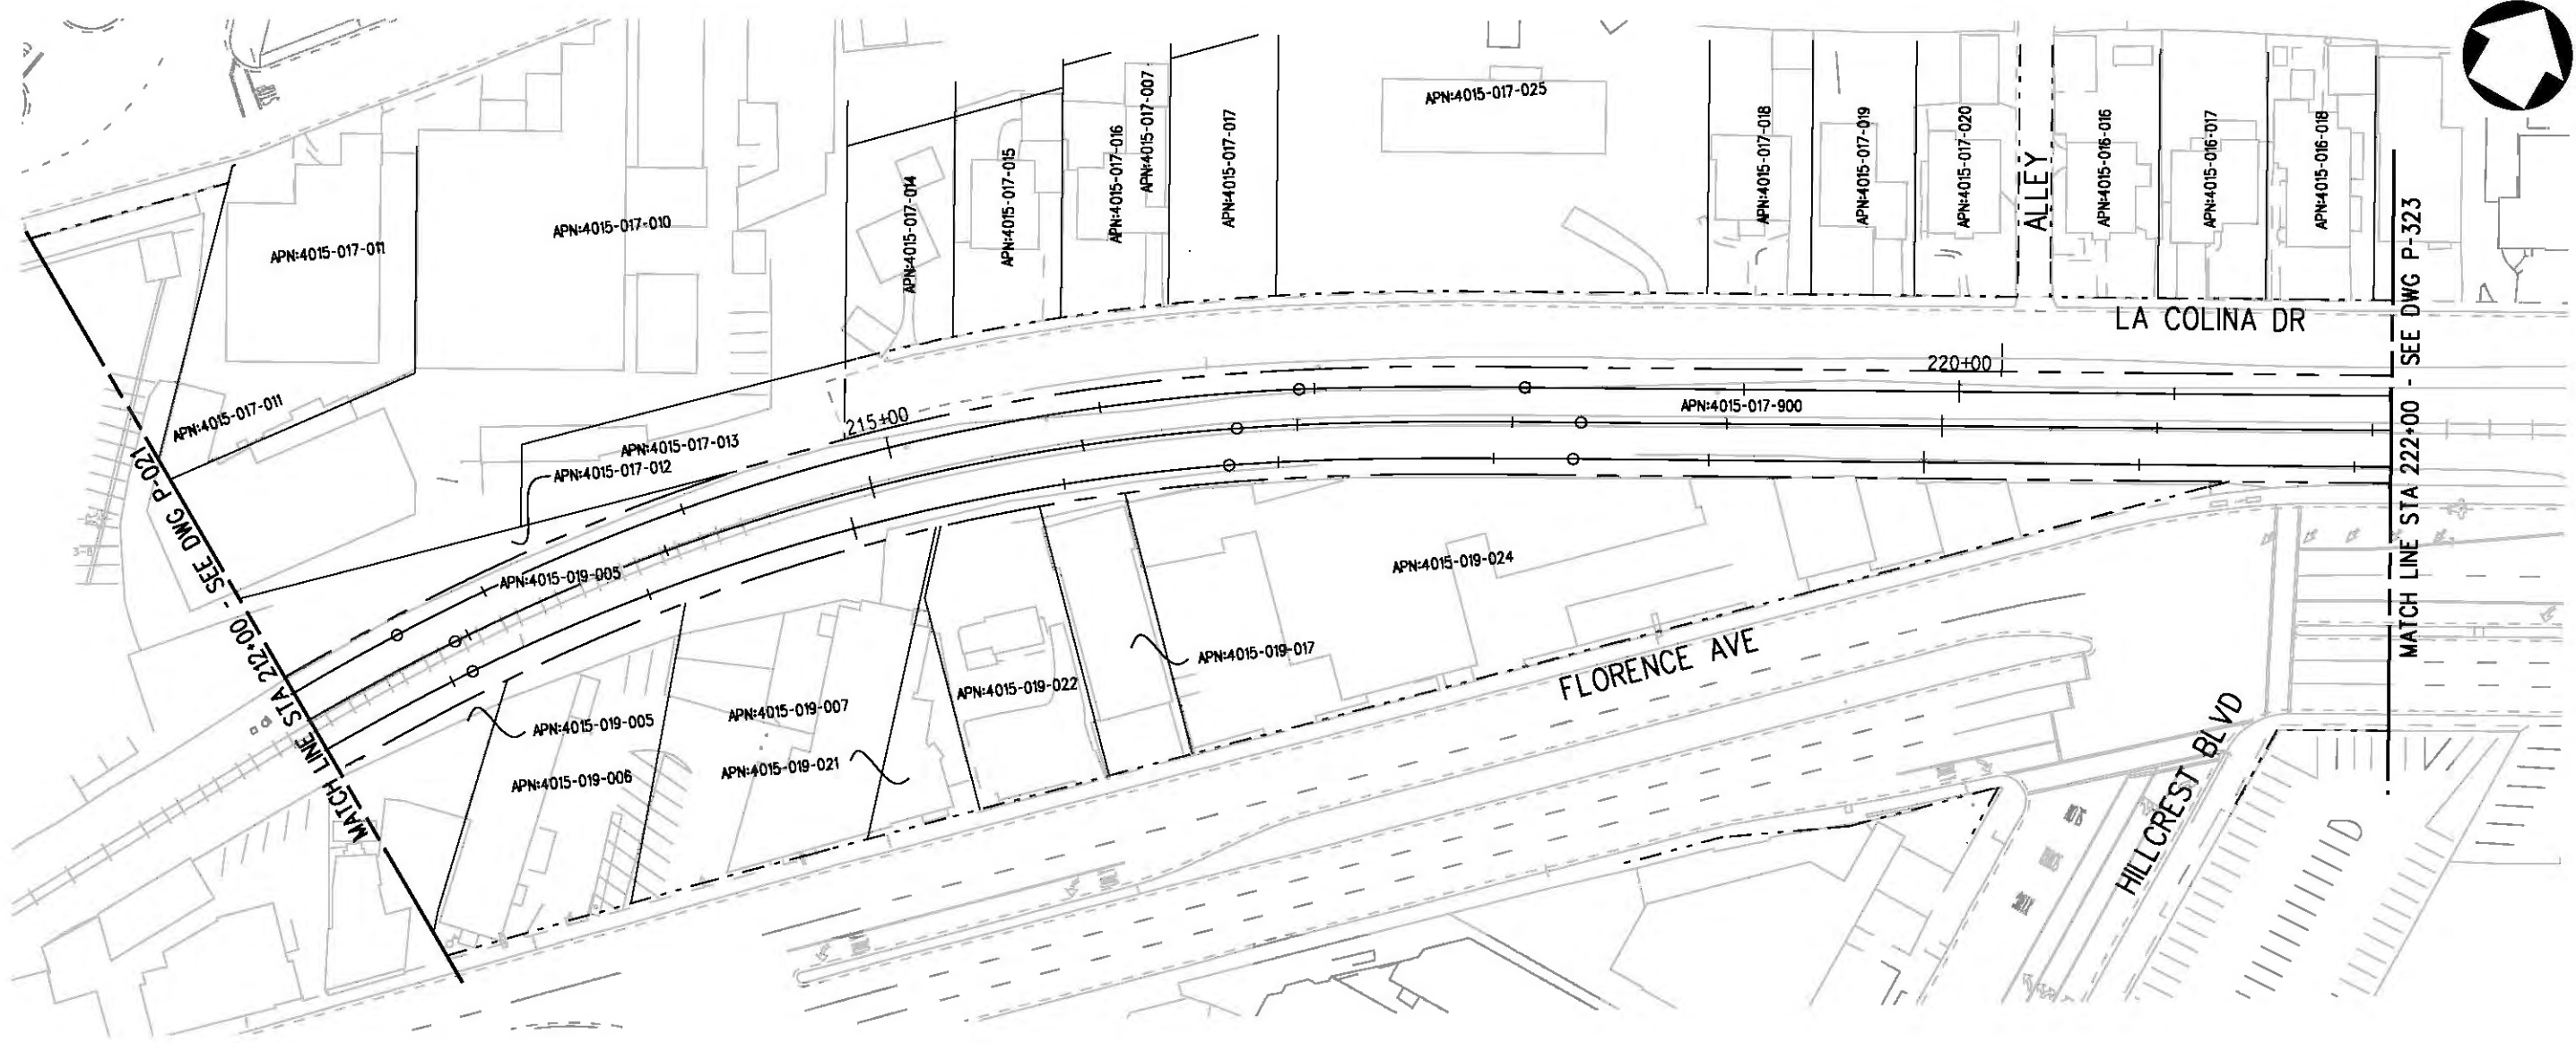 APN:4015-017-025
APN:4015-017-007
APN:4015-017-016
APN:4015-017-017
APN:4015-017-018
APN:4015-017-019
APN:4015-017-020
ALLEY
APN:4015-016-016
APN:4015-016-017
APN:4015-016-018
APN:4015-017-015
APN:4015-017-014
APN:4015-017-010
APN:4015-017-011
LA COLINA DR
MATCH LINE STA 222+00 - SEE DWG P-323
220+00
APN:4015-017-900
215+00
APN:4015-017-011
APN:4015-017-013
APN:4015-017-012
MATCH LINE STA 212+00 - SEE DWG P-021
APN:4015-019-005
APN:4015-019-024
APN:4015-019-017
FLORENCE AVE
APN:4015-019-022
APN:4015-019-007
APN:4015-019-005
APN:4015-019-021
APN:4015-019-006
HILLCREST BLVD